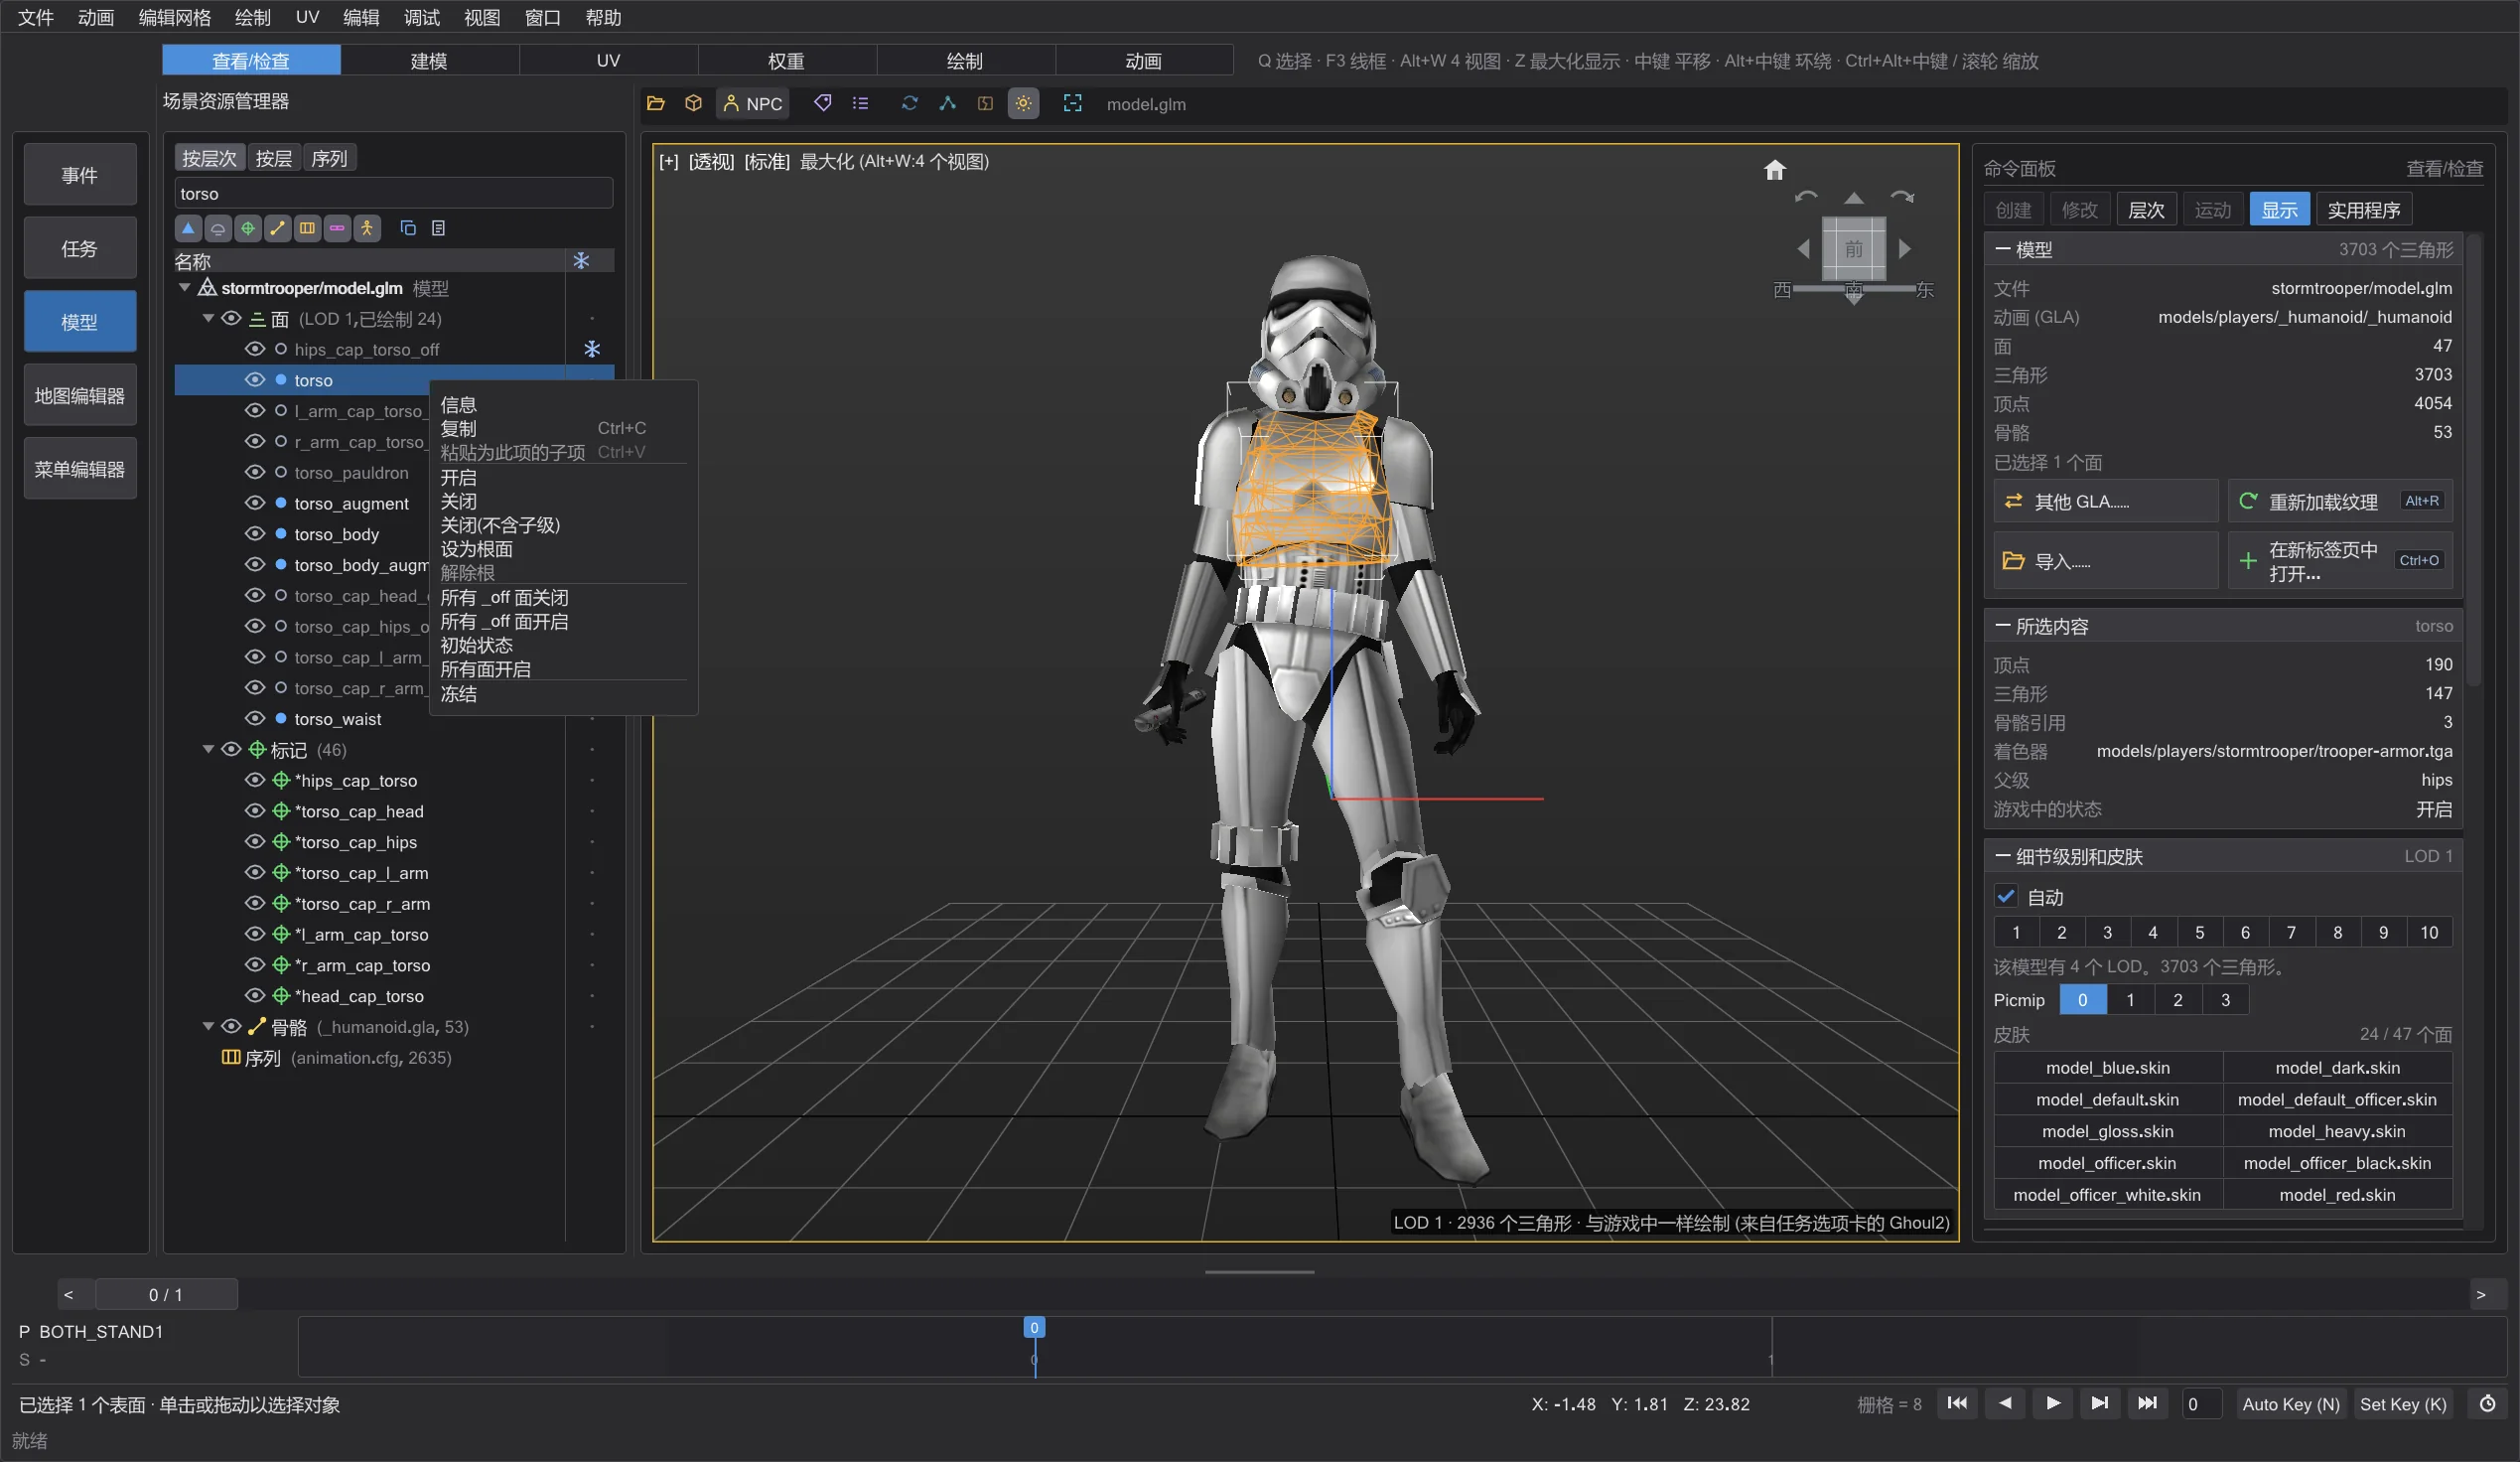 文件 动画 编辑网格 绘制 UV 编辑 调试 视图 窗口 帮助
查看/检查 建模 UV 权重 绘制 动画 Q 选择 · F3 线框 · Alt+W 4 视图 · Z 最大化显示 · 中键 平移 · Alt+中键 环绕 · Ctrl+Alt+中键 / 滚轮 缩放
场景资源管理器
NPC model.glm
事件
任务
模型
地图编辑器
菜单编辑器
按层次 按层 序列
torso
名称
stormtrooper/model.glm 模型
面 (LOD 1,已绘制 24)
hips_cap_torso_off
torso
l_arm_cap_torso_
r_arm_cap_torso_
torso_pauldron
torso_augment
torso_body
torso_body_augm
torso_cap_head_
torso_cap_hips_o
torso_cap_l_arm_
torso_cap_r_arm_
torso_waist
标记 (46)
*hips_cap_torso
*torso_cap_head
*torso_cap_hips
*torso_cap_l_arm
*torso_cap_r_arm
*l_arm_cap_torso
*r_arm_cap_torso
*head_cap_torso
骨骼 (_humanoid.gla, 53)
序列 (animation.cfg, 2635)
信息
复制 Ctrl+C
粘贴为此项的子项 Ctrl+V
开启
关闭
关闭(不含子级)
设为根面
解除根
所有 _off 面关闭
所有 _off 面开启
初始状态
所有面开启
冻结
[+] [透视] [标准] 最大化 (Alt+W:4 个视图)
前
西 南 东
LOD 1 · 2936 个三角形 · 与游戏中一样绘制 (来自任务选项卡的 Ghoul2)
命令面板 查看/检查
创建 修改 层次 运动 显示 实用程序
模型 3703 个三角形
文件 stormtrooper/model.glm
动画 (GLA) models/players/_humanoid/_humanoid
面 47
三角形 3703
顶点 4054
骨骼 53
已选择 1 个面
其他 GLA...... 重新加载纹理 Alt+R
导入...... 在新标签页中打开... Ctrl+O
所选内容 torso
顶点 190
三角形 147
骨骼引用 3
着色器 models/players/stormtrooper/trooper-armor.tga
父级 hips
游戏中的状态 开启
细节级别和皮肤 LOD 1
自动
1 2 3 4 5 6 7 8 9 10
该模型有 4 个 LOD。3703 个三角形。
Picmip 0 1 2 3
皮肤 24 / 47 个面
model_blue.skin model_dark.skin
model_default.skin model_default_officer.skin
model_gloss.skin model_heavy.skin
model_officer.skin model_officer_black.skin
model_officer_white.skin model_red.skin
< 0 / 1 >
P BOTH_STAND1
S -
0
0 1
已选择 1 个表面 · 单击或拖动以选择对象 X: -1.48 Y: 1.81 Z: 23.82 栅格 = 8 0 Auto Key (N) Set Key (K)
就绪